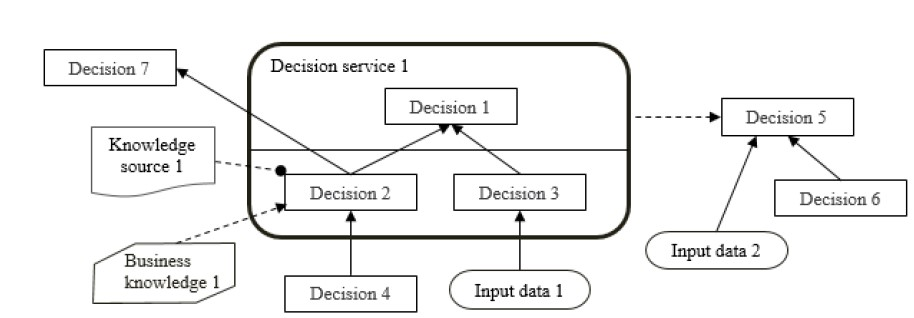 Decision 7
Decision service 1
Decision 1
Decision 5
Knowledge
source 1
Decision 2
Decision 3
Decision 6
Business
knowledge 1
Decision 4
Input data 1
Input data 2